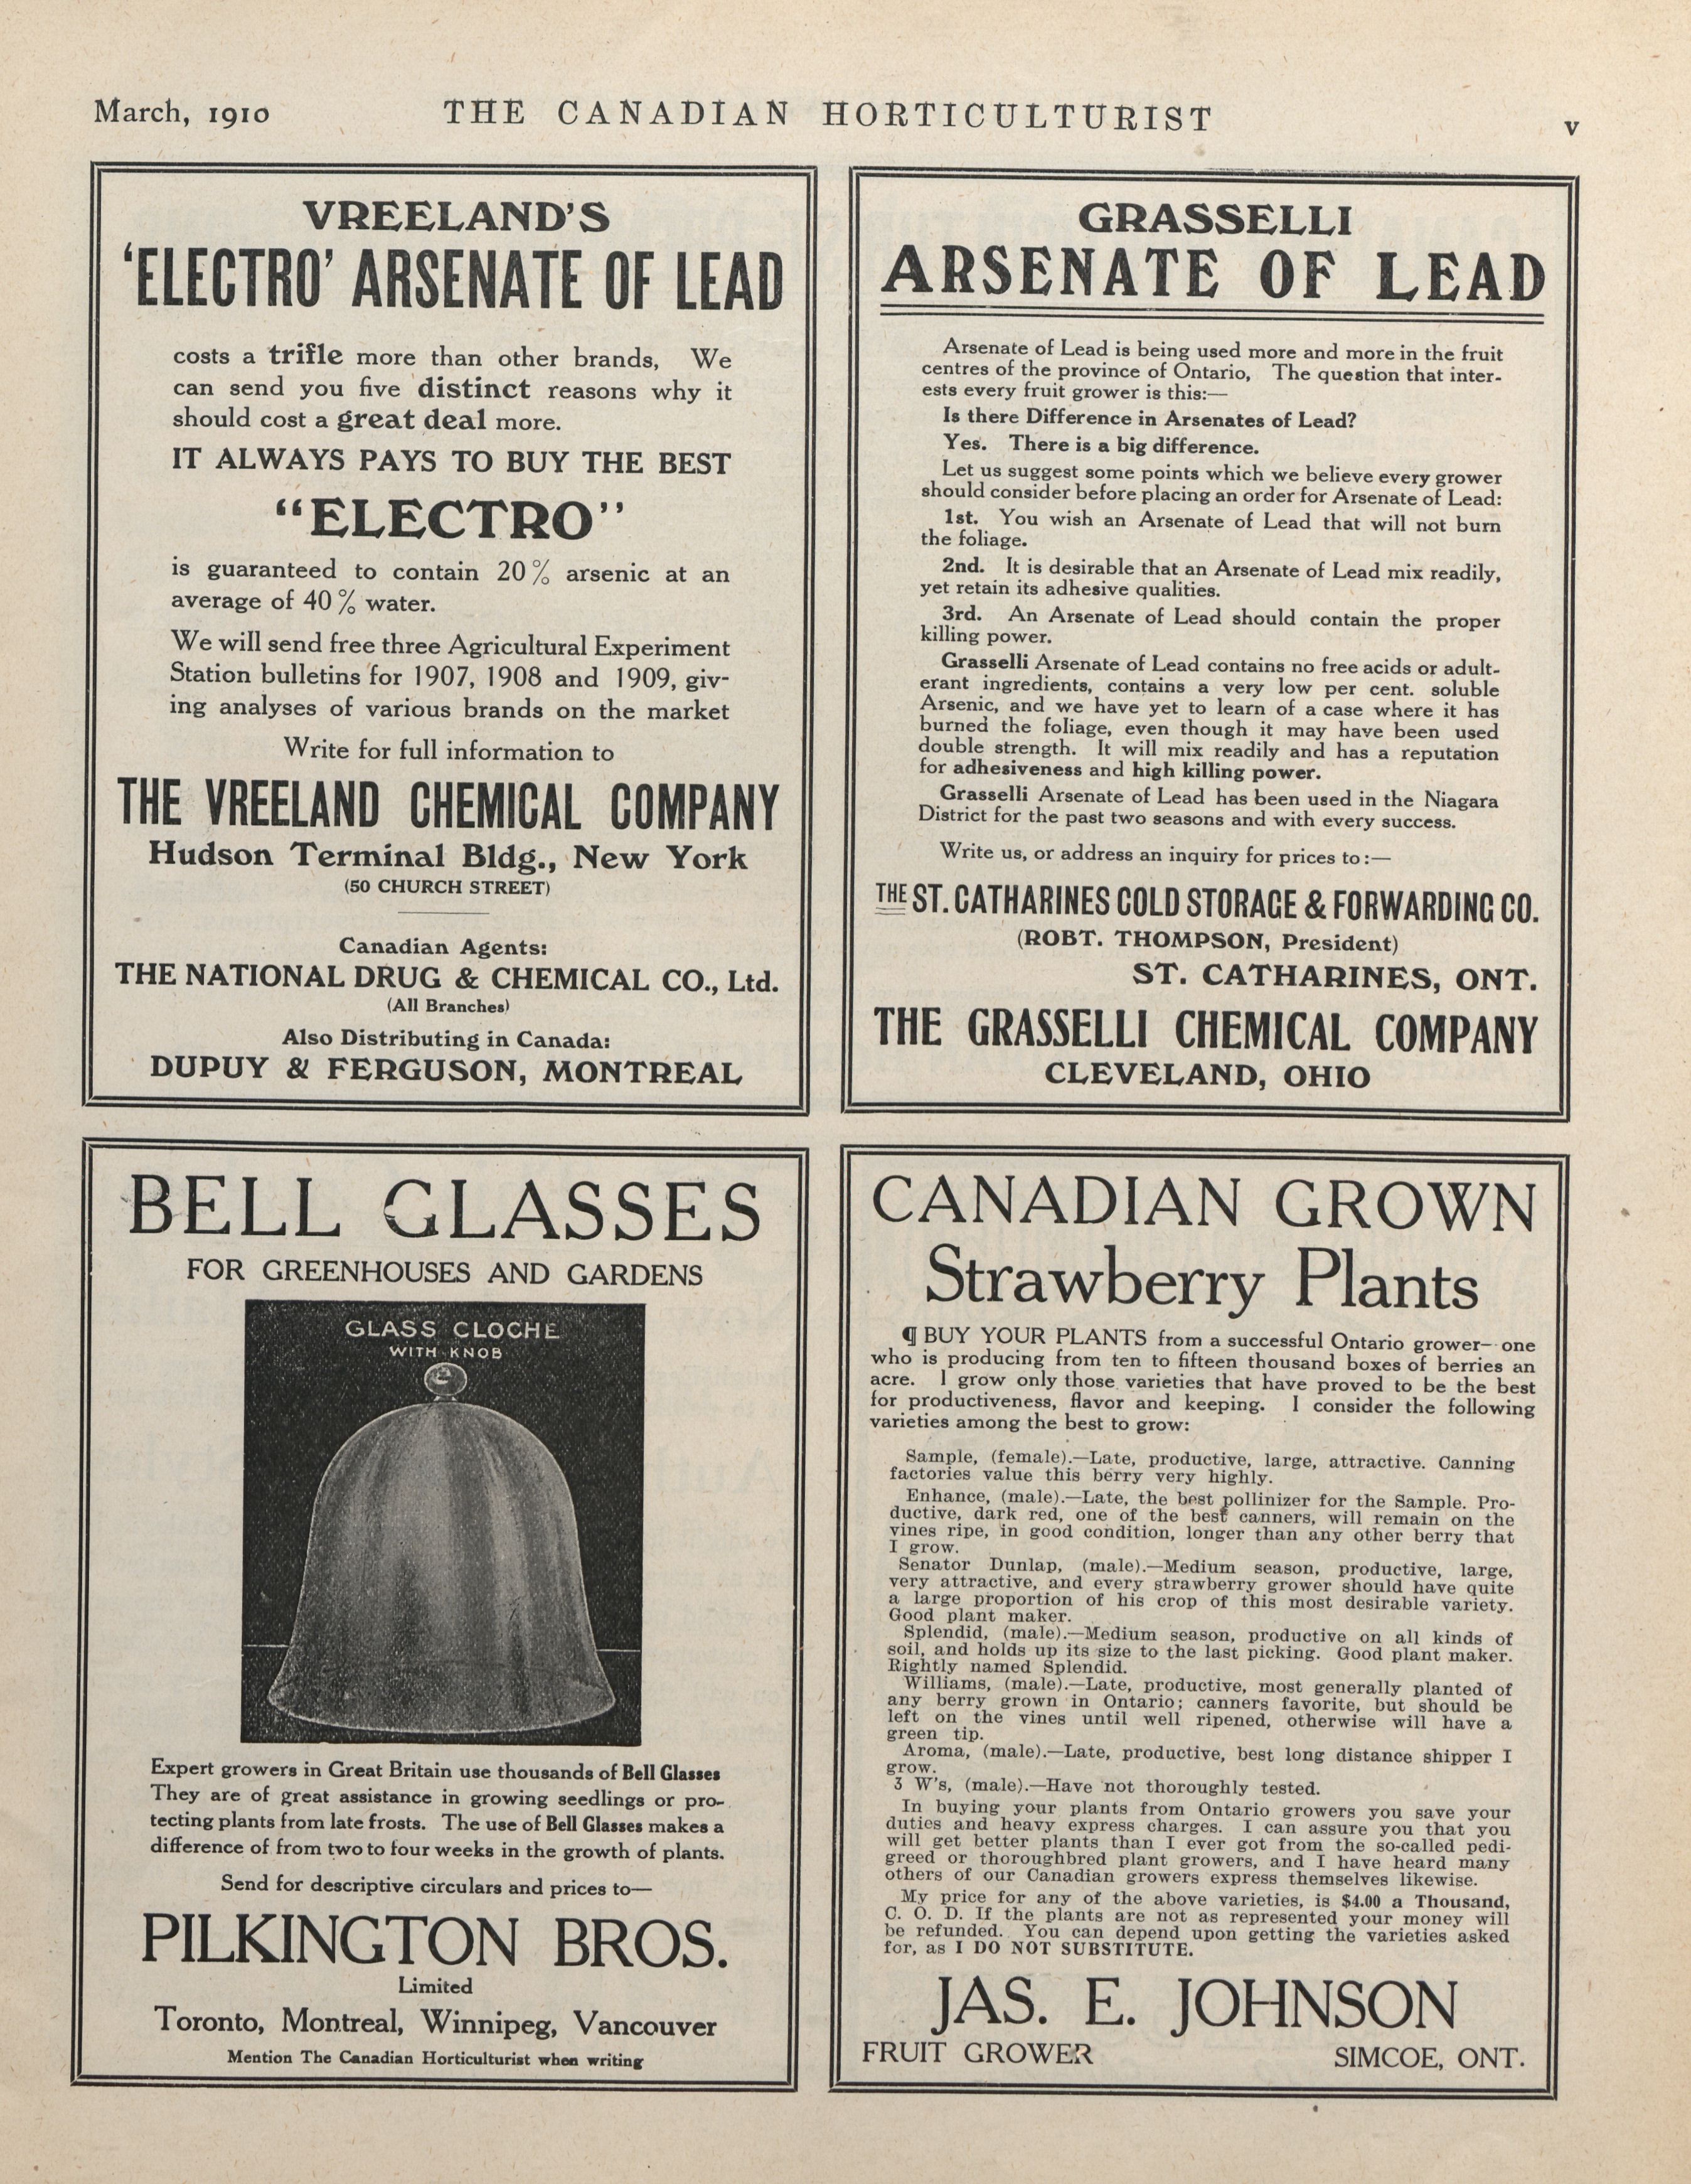 March, 1910
THE CANADIAN HORTICULTURIST
v
VREELAND'S
'ELECTRO' ARSENATE OF LEAD
costs a trifle more than other brands, We
can send you five distinct reasons why it
should cost a great deal more.
IT ALWAYS PAYS TO BUY THE BEST
"ELECTRO"
is guaranteed to contain 20% arsenic at an
average of 40% water.
We will send free three Agricultural Experiment
Station bulletins for 1907, 1908 and 1909, giv-
ing analyses of various brands on the market
Write for full information to
THE VREELAND CHEMICAL COMPANY
Hudson Terminal Bldg., New York
(50 CHURCH STREET)
Canadian Agents:
THE NATIONAL DRUG & CHEMICAL CO., Ltd.
(All Branches)
Also Distributing in Canada:
DUPUY & FERGUSON, MONTREAL
GRASSELLI
ARSENATE OF LEAD
Arsenate of Lead is being used more and more in the fruit
centres of the province of Ontario, The question that inter-
ests every fruit grower is this:—
Is there Difference in Arsenates of Lead?
Yes. There is a big difference.
Let us suggest some points which we believe every grower
should consider before placing an order for Arsenate of Lead:
1st. You wish an Arsenate of Lead that will not burn
the foliage.
2nd. It is desirable that an Arsenate of Lead mix readily,
yet retain its adhesive qualities.
3rd. An Arsenate of Lead should contain the proper
killing power.
Grasselli Arsenate of Lead contains no free acids or adult-
erant ingredients, contains a very low per cent. soluble
Arsenic, and we have yet to learn of a case where it has
burned the foliage, even though it may have been used
double strength. It will mix readily and has a reputation
for adhesiveness and high killing power.
Grasselli Arsenate of Lead has been used in the Niagara
District for the past two seasons and with every success.
Write us, or address an inquiry for prices to:—
THE ST. CATHARINES COLD STORAGE & FORWARDING CO.
(ROBT. THOMPSON, President)
ST. CATHARINES, ONT.
THE GRASSELLI CHEMICAL COMPANY
CLEVELAND, OHIO
BELL GLASSES
FOR GREENHOUSES AND GARDENS
GLASS CLOCHE
WITH KNOB
Expert growers in Great Britain use thousands of Bell Glasses
They are of great assistance in growing seedlings or pro-
tecting plants from late frosts. The use of Bell Glasses makes a
difference of from two to four weeks in the growth of plants.
Send for descriptive circulars and prices to—
PILKINGTON BROS.
Limited
Toronto, Montreal, Winnipeg, Vancouver
Mention The Canadian Horticulturist when writing
CANADIAN GROWN
Strawberry Plants
¶ BUY YOUR PLANTS from a successful Ontario grower—one
who is producing from ten to fifteen thousand boxes of berries an
acre. I grow only those varieties that have proved to be the best
for productiveness, flavor and keeping. I consider the following
varieties among the best to grow:
Sample, (female).—Late, productive, large, attractive. Canning
factories value this berry very highly.
Enhance, (male).—Late, the best pollinizer for the Sample. Pro-
ductive, dark red, one of the best canners, will remain on the
vines ripe, in good condition, longer than any other berry that
I grow.
Senator Dunlap, (male).—Medium season, productive, large,
very attractive, and every strawberry grower should have quite
a large proportion of his crop of this most desirable variety.
Good plant maker.
Splendid, (male).—Medium season, productive on all kinds of
soil, and holds up its size to the last picking. Good plant maker.
Rightly named Splendid.
Williams, (male).—Late, productive, most generally planted of
any berry grown in Ontario; canners favorite, but should be
left on the vines until well ripened, otherwise will have a
green tip.
Aroma, (male).—Late, productive, best long distance shipper I
grow.
3 W's, (male).—Have not thoroughly tested.
In buying your plants from Ontario growers you save your
duties and heavy express charges. I can assure you that you
will get better plants than I ever got from the so-called pedi-
greed or thoroughbred plant growers, and I have heard many
others of our Canadian growers express themselves likewise.
My price for any of the above varieties, is $4.00 a Thousand,
C. O. D. If the plants are not as represented your money will
be refunded. You can depend upon getting the varieties asked
for, as I DO NOT SUBSTITUTE.
JAS. E. JOHNSON
FRUIT GROWER
SIMCOE, ONT.